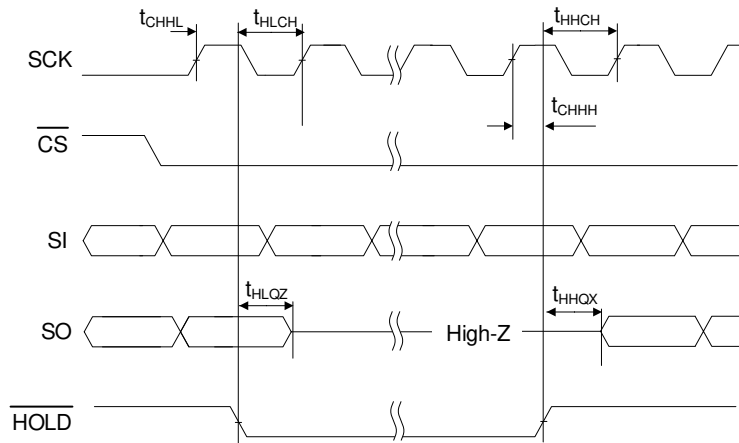 tCHHL
tHLCH
tHHCH
SCK
tCHHH
CS
SI
tHLQZ
tHHQX
SO
High-Z
HOLD